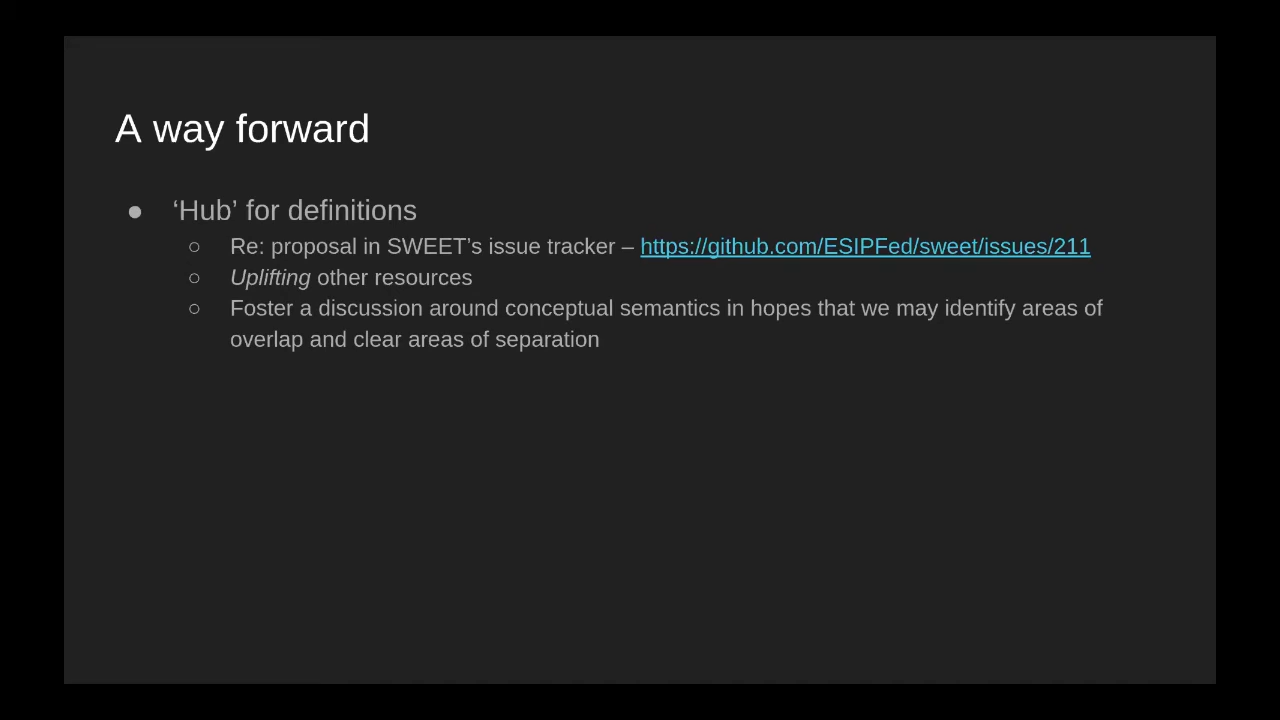 A way forward
● ‘Hub’ for definitions
○ Re: proposal in SWEET’s issue tracker – https://github.com/ESIPFed/sweet/issues/211
○ Uplifting other resources
○ Foster a discussion around conceptual semantics in hopes that we may identify areas of
overlap and clear areas of separation